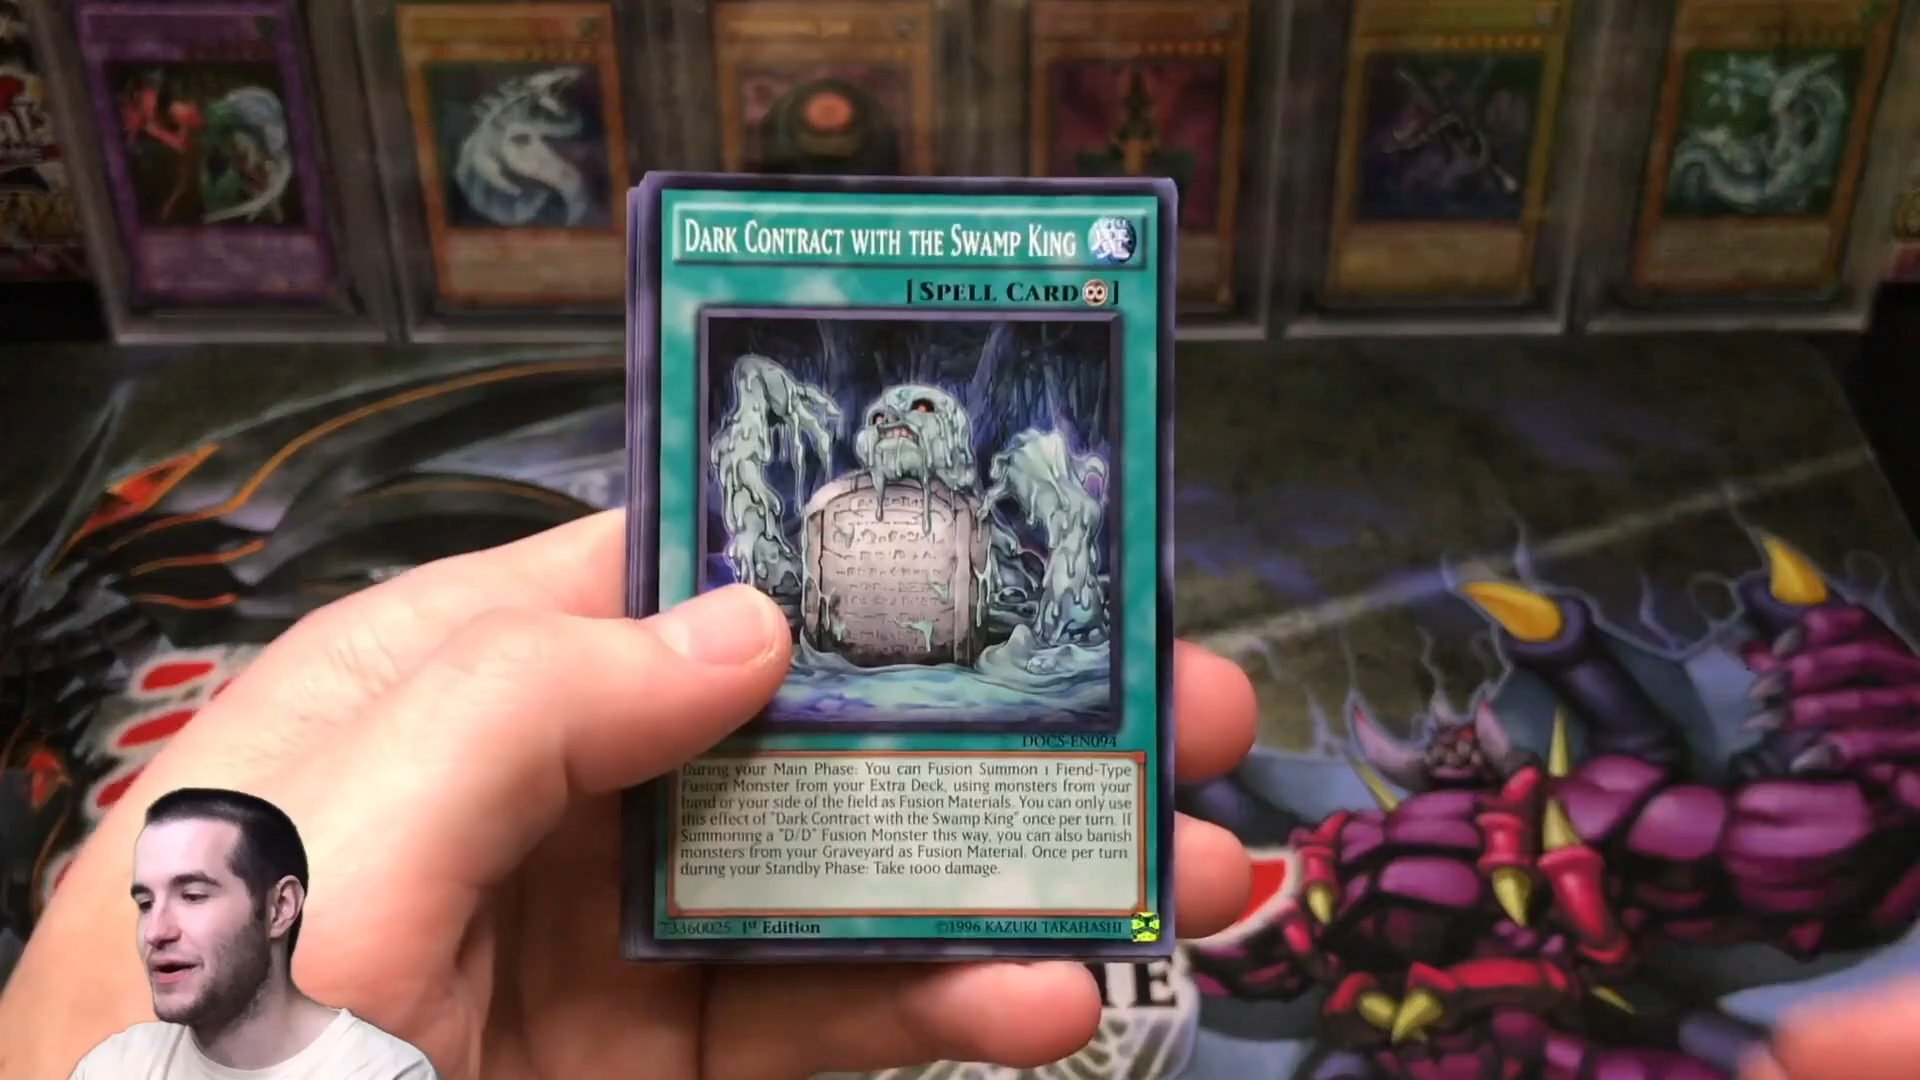 DARK CONTRACT WITH THE SWAMP KING
[SPELL CARD]
DOCS-EN094
During your Main Phase: You can Fusion Summon 1 Fiend-Type
Fusion Monster from your Extra Deck, using monsters from your
hand or your side of the field as Fusion Materials. You can only use
this effect of "Dark Contract with the Swamp King" once per turn. If
Summoning a "D/D" Fusion Monster this way, you can also banish
monsters from your Graveyard as Fusion Material. Once per turn
during your Standby Phase: Take 1000 damage.
73360025 1st Edition ©1996 KAZUKI TAKAHASHI